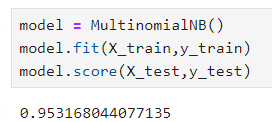 model = MultinomialNB()
model.fit(X_train,y_train)
model.score(X_test,y_test)
0.953168044077135